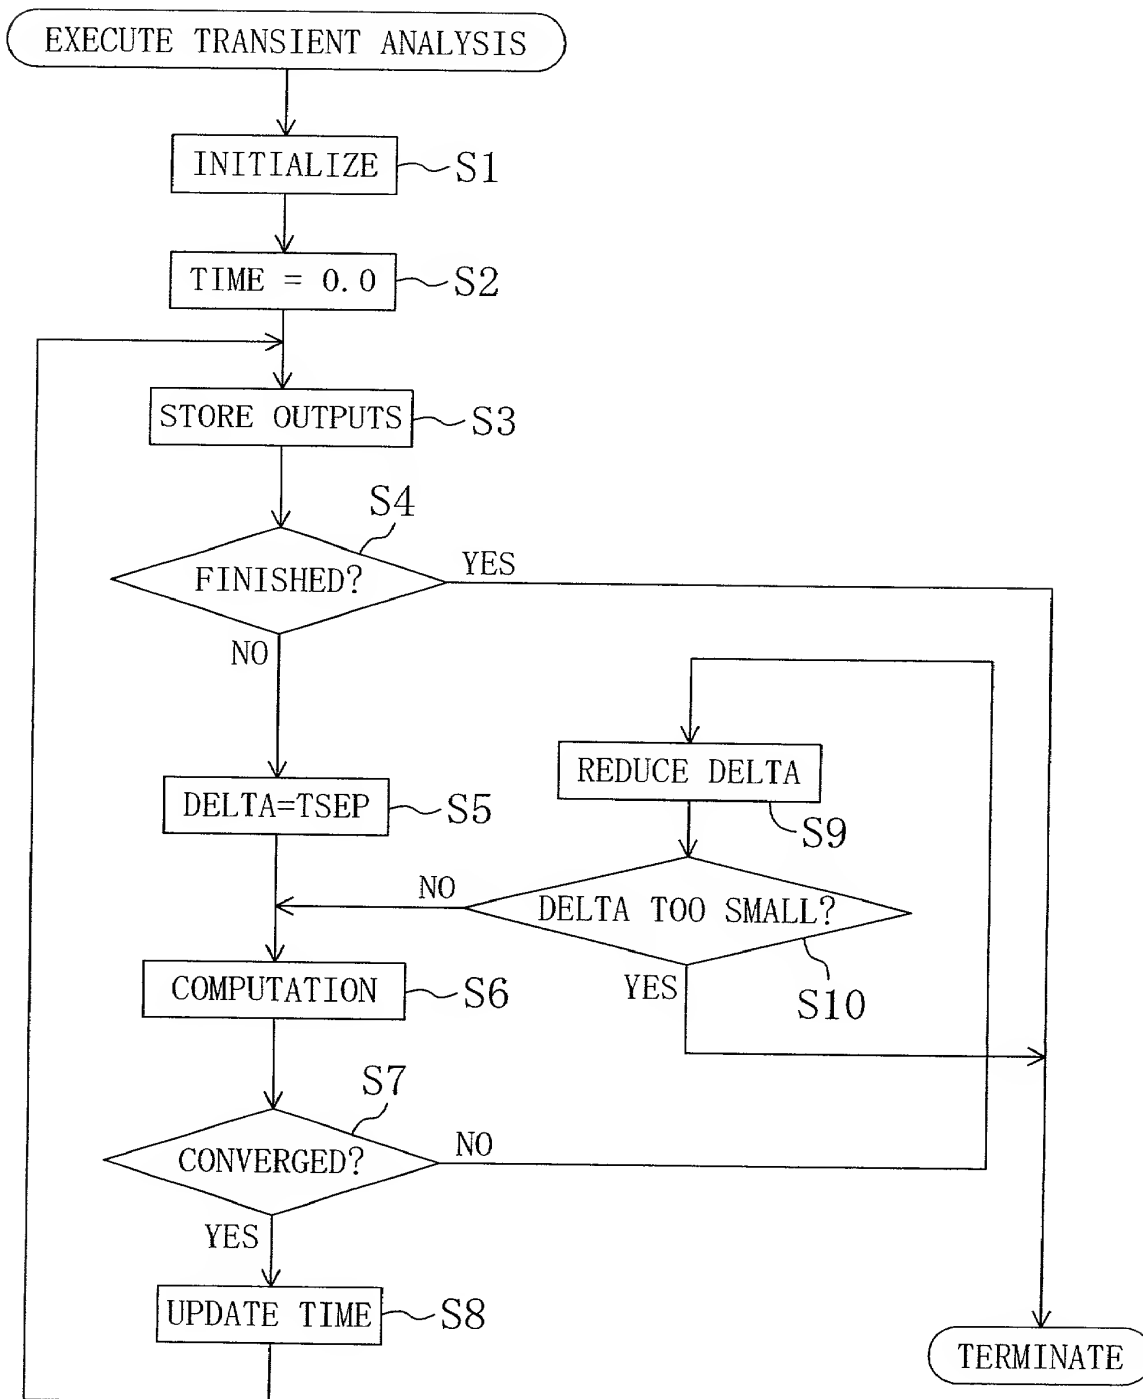 EXECUTE TRANSIENT ANALYSIS
INITIALIZE
S1
TIME = 0.0
S2
STORE OUTPUTS
S3
S4
FINISHED?
YES
NO
REDUCE DELTA
S9
DELTA=TSEP
S5
NO
DELTA TOO SMALL?
YES
S10
COMPUTATION
S6
S7
CONVERGED?
NO
YES
UPDATE TIME
S8
TERMINATE